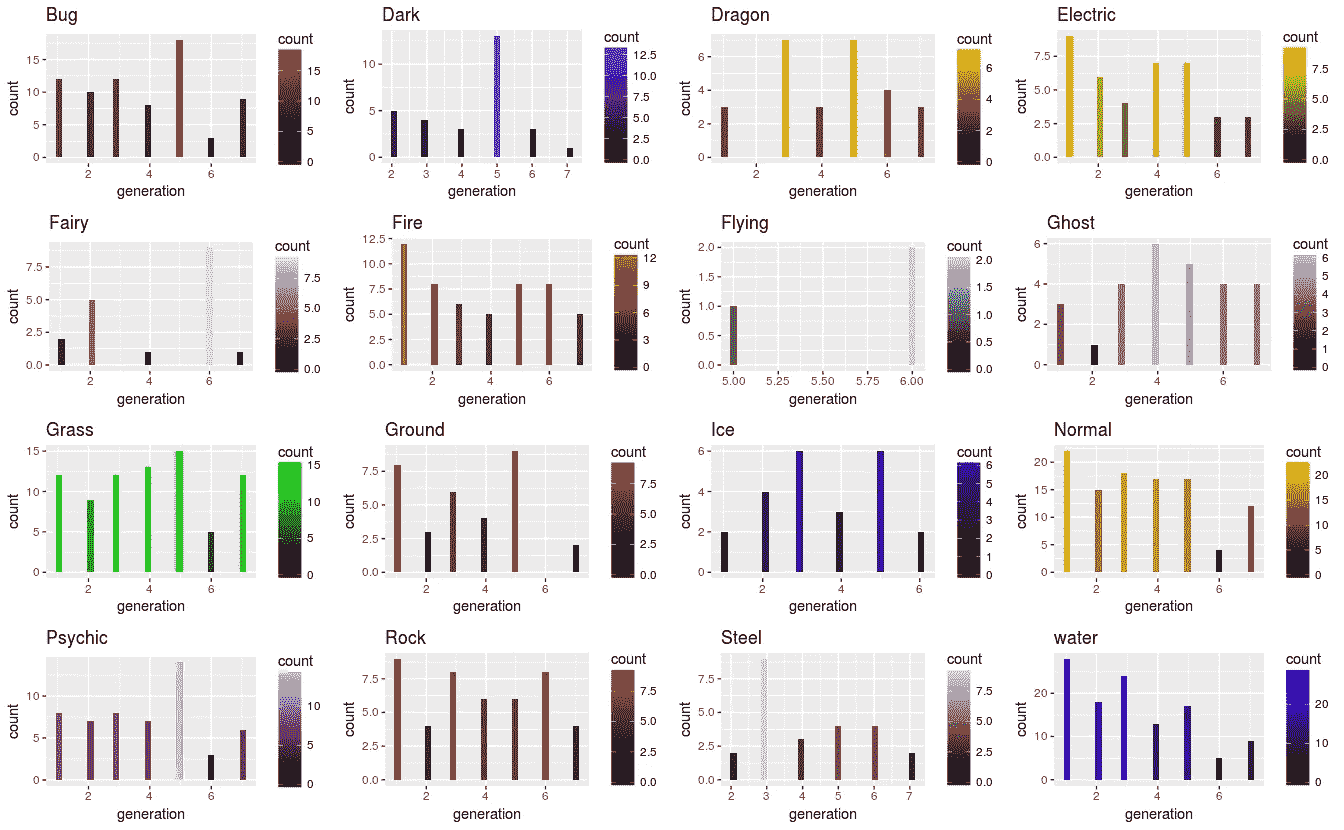 Bug Dark Dragon Electric
count count count count
15 10 5 0
2 4 6
generation
15 10 5 0
10 5 0
2 3 4 5 6 7
generation
12.5 10.0 7.5 5.0 2.5 0.0
6 4 2 0
2 4 6
generation
6 4 2 0
7.5 5.0 2.5 0.0
2 4 6
generation
7.5 5.0 2.5 0.0
count count count count
Fairy Fire Flying Ghost
count count count count
7.5 5.0 2.5 0.0
2 4 6
generation
7.5 5.0 2.5 0.0
12.5 10.0 7.5 5.0 2.5 0.0
2 4 6
generation
12 9 6 3 0
2.0 1.5 1.0 0.5 0.0
5.00 5.25 5.50 5.75 6.00
generation
2.0 1.5 1.0 0.5 0.0
6 4 2 0
2 4 6
generation
6 5 4 3 2 1 0
count count count count
Grass Ground Ice Normal
count count count count
15 10 5 0
2 4 6
generation
15 10 5 0
7.5 5.0 2.5 0.0
2 4 6
generation
7.5 5.0 2.5 0.0
6 4 2 0
2 4 6
generation
6 5 4 3 2 1 0
20 15 10 5 0
2 4 6
generation
20 15 10 5 0
count count count count
Psychic Rock Steel water
count count count count
10 5 0
2 4 6
generation
10 5 0
7.5 5.0 2.5 0.0
2 4 6
generation
7.5 5.0 2.5 0.0
7.5 5.0 2.5 0.0
2 3 4 5 6 7
generation
7.5 5.0 2.5 0.0
20 10 0
2 4 6
generation
20 10 0
count count count count